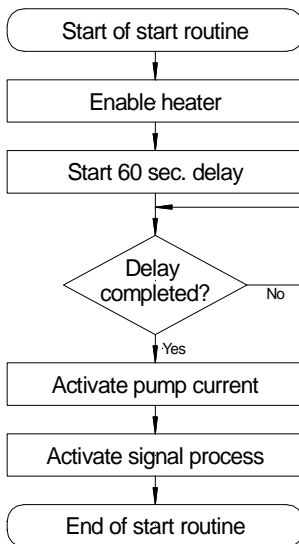 Start of start routine
Enable heater
Start 60 sec. delay
Delay
completed?
No
Yes
Activate pump current
Activate signal process
End of start routine